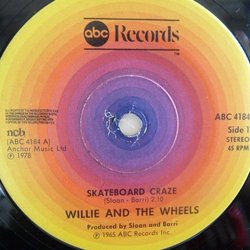 abc Records
TM
ABC 4184
ncb
(ABC 4184 A)
Anchor Music Ltd
℗ 1978
Side 1
STEREO
45 RPM
SKATEBOARD CRAZE
(Sloan - Barri) 2.10
WILLIE AND THE WHEELS
Produced by Sloan and Barri
℗ 1965 ABC Records Inc.